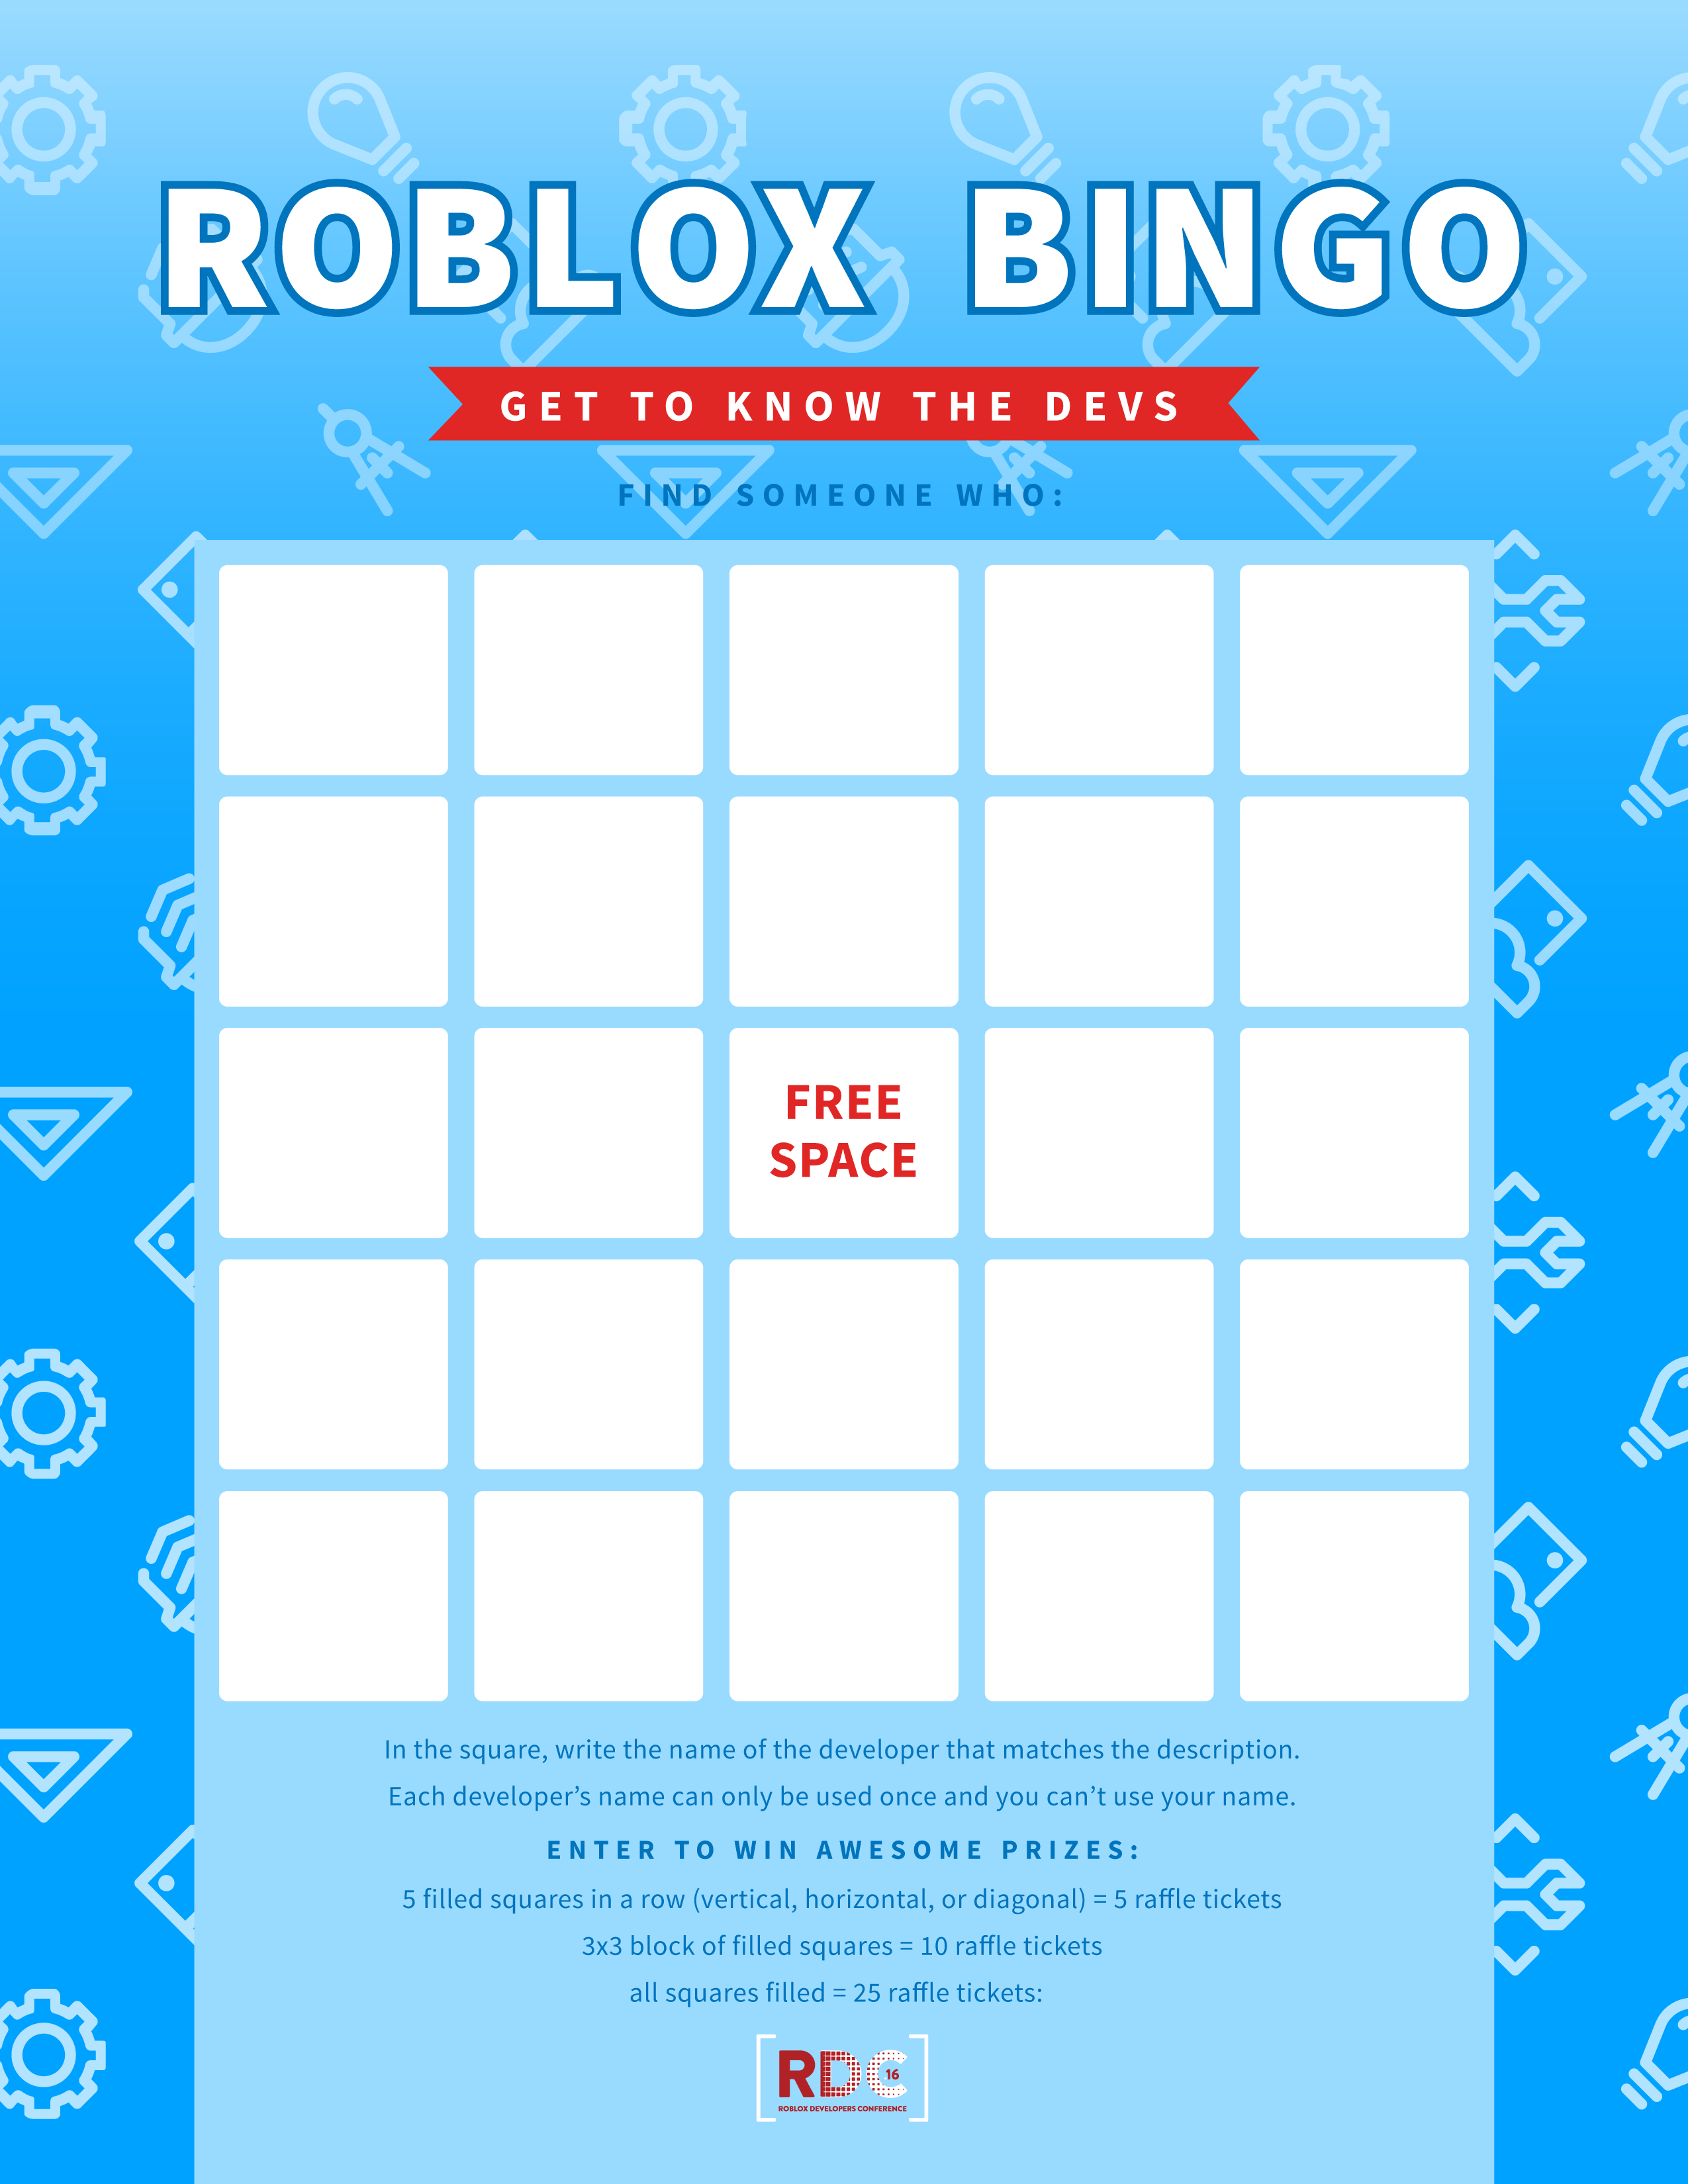 ROBLOX BINGO
GET TO KNOW THE DEVS
FIND SOMEONE WHO:
FREE
SPACE
In the square, write the name of the developer that matches the description.
Each developer’s name can only be used once and you can’t use your name.
ENTER TO WIN AWESOME PRIZES:
5 filled squares in a row (vertical, horizontal, or diagonal) = 5 raffle tickets
3x3 block of filled squares = 10 raffle tickets
all squares filled = 25 raffle tickets:
RDC 16
ROBLOX DEVELOPERS CONFERENCE